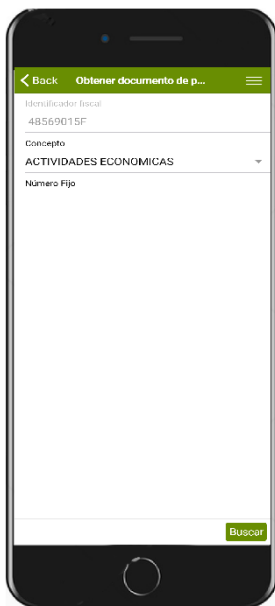 Back Obtener documento de p...
Identificador fiscal
48569015F
Concepto
ACTIVIDADES ECONOMICAS
Número Fijo
Buscar